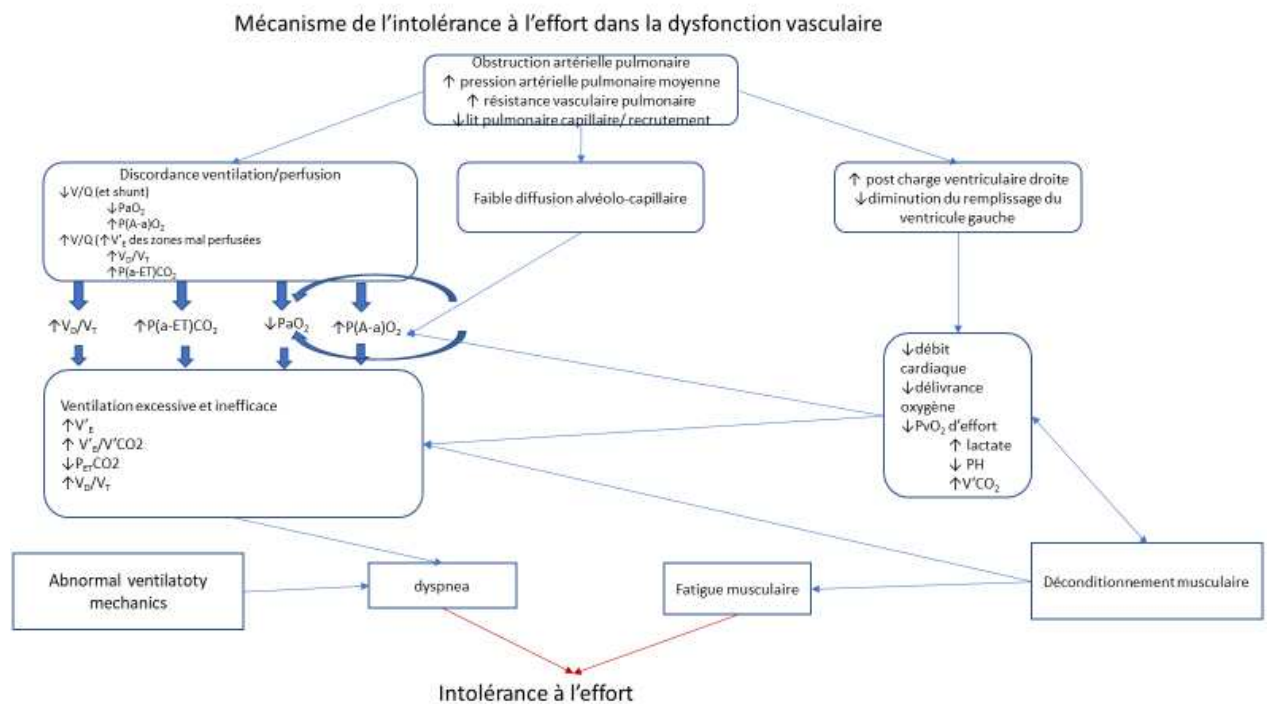 Mécanisme de l'intolérance à l'effort dans la dysfonction vasculaire
Obstruction artérielle pulmonaire
↑ pression artérielle pulmonaire moyenne
↑ résistance vasculaire pulmonaire
↓lit pulmonaire capillaire/ recrutement
Discordance ventilation/perfusion
↓V/Q (et shunt)
↓PaO₂
↑P(A-a)O₂
↑V/Q (↑V'E des zones mal perfusées
↑VD/VT
↑P(a-ET)CO₂
Faible diffusion alvéolo-capillaire
↑ post charge ventriculaire droite
↓diminution du remplissage du
ventricule gauche
↑VD/VT
↑P(a-ET)CO₂
↓PaO₂
↑P(A-a)O₂
↓débit
cardiaque
↓délivrance
oxygène
↓PvO₂ d'effort
↑ lactate
↓ PH
↑V'CO₂
Ventilation excessive et inefficace
↑V'E
↑ V'E/V'CO2
↓PETCO2
↑VD/VT
Abnormal ventilatoty
mechanics
dyspnea
Fatigue musculaire
Déconditionnement musculaire
Intolérance à l'effort